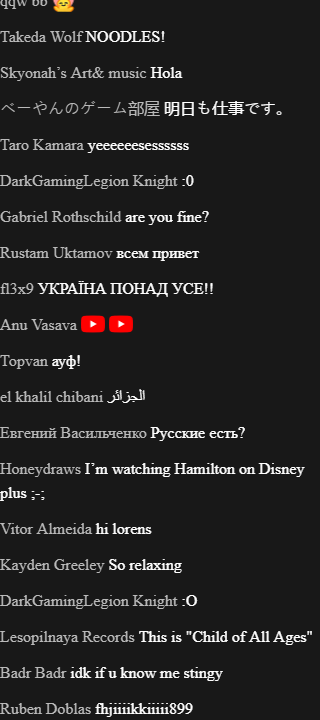 qqw bb
Takeda Wolf NOODLES!
Skyonah's Art& music Hola
べーやんのゲーム部屋 明日も仕事です。
Taro Kamara yeeeeeesessssss
DarkGamingLegion Knight :0
Gabriel Rothschild are you fine?
Rustam Uktamov всем привет
fl3x9 УКРАЇНА ПОНАД УСЕ!!
Anu Vasava
Topvan ауф!
el khalil chibani الجزائر
Евгений Васильченко Русские есть?
Honeydraws I'm watching Hamilton on Disney
plus ;-;
Vitor Almeida hi lorens
Kayden Greeley So relaxing
DarkGamingLegion Knight :O
Lesopilnaya Records This is "Child of All Ages"
Badr Badr idk if u know me stingy
Ruben Doblas fhjiiiikkiiiii899